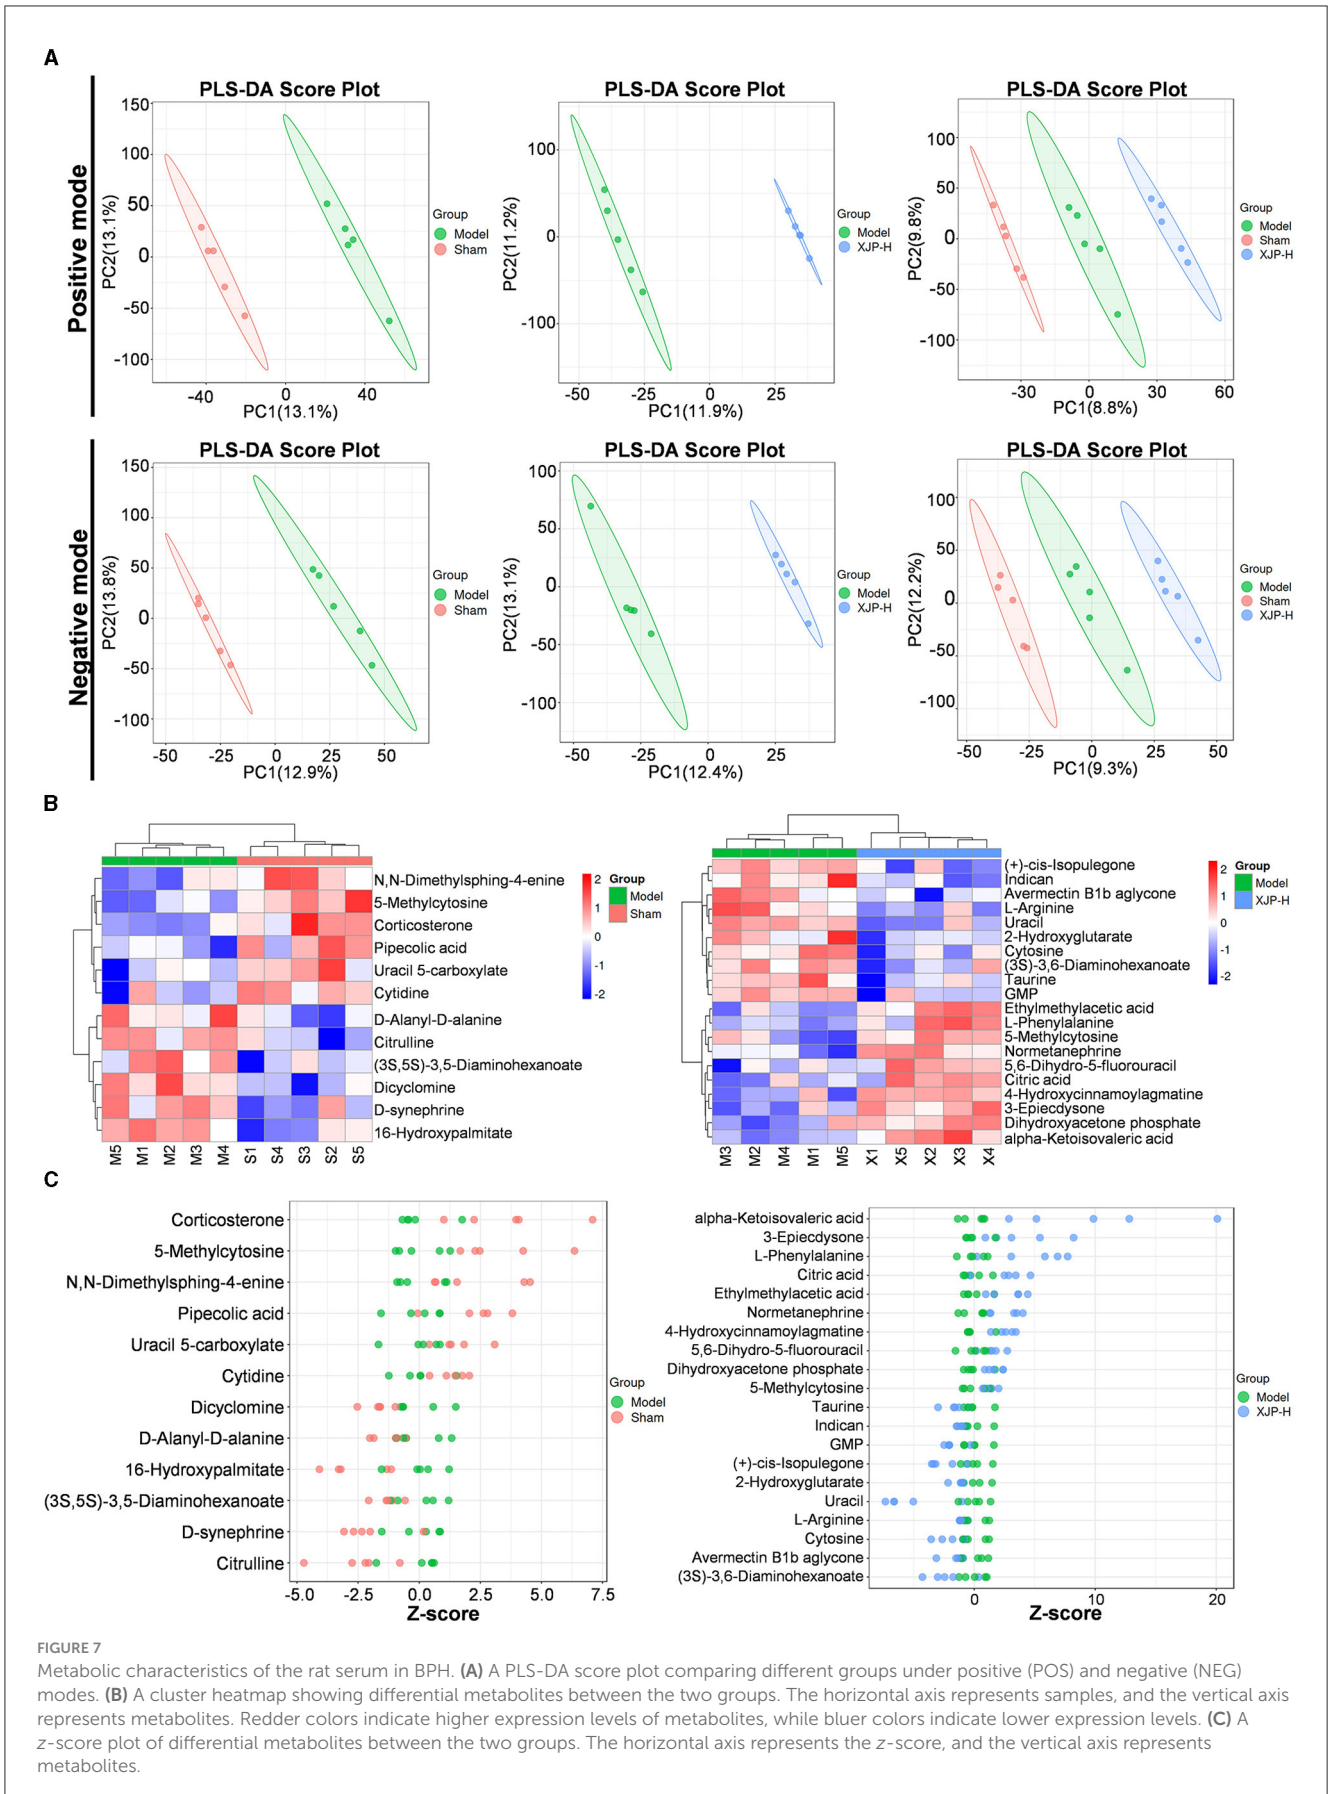 A
Positive mode
PLS-DA Score Plot
150
100
50
0
-50
-100
PC2(13.1%)
-40
0
40
PC1(13.1%)
Group
Model
Sham
PLS-DA Score Plot
100
0
-100
PC2(11.2%)
-50
-25
0
25
PC1(11.9%)
Group
Model
XJP-H
PLS-DA Score Plot
100
50
0
-50
-100
PC2(9.8%)
-30
0
30
60
PC1(8.8%)
Group
Model
Sham
XJP-H
Negative mode
PLS-DA Score Plot
150
100
50
0
-50
-100
PC2(13.8%)
-50
0
50
PC1(12.9%)
Group
Model
Sham
PLS-DA Score Plot
100
50
0
-50
-100
PC2(13.1%)
-50
-25
0
25
PC1(12.4%)
Group
Model
XJP-H
PLS-DA Score Plot
100
50
0
-50
-100
PC2(12.2%)
-50
-25
0
25
50
PC1(9.3%)
Group
Model
Sham
XJP-H
B
N,N-Dimethylsphing-4-enine
5-Methylcytosine
Corticosterone
Pipecolic acid
Uracil 5-carboxylate
Cytidine
D-Alanyl-D-alanine
Citrulline
(3S,5S)-3,5-Diaminohexanoate
Dicyclomine
D-synephrine
16-Hydroxypalmitate
M5 M1 M2 M3 M4 S1 S4 S3 S2 S5
2
1
0
-1
-2
Group
Model
Sham
(+)-cis-Isopulegone
Indican
Avermectin B1b aglycone
L-Arginine
Uracil
2-Hydroxyglutarate
Cytosine
(3S)-3,6-Diaminohexanoate
Taurine
GMP
Ethylmethylacetic acid
L-Phenylalanine
5-Methylcytosine
Normetanephrine
5,6-Dihydro-5-fluorouracil
Citric acid
4-Hydroxycinnamoylagmatine
3-Epiecdysone
Dihydroxyacetone phosphate
alpha-Ketoisovaleric acid
M3 M2 M4 M1 M5 X1 X5 X2 X3 X4
2
1
0
-1
-2
Group
Model
XJP-H
C
Corticosterone
5-Methylcytosine
N,N-Dimethylsphing-4-enine
Pipecolic acid
Uracil 5-carboxylate
Cytidine
Dicyclomine
D-Alanyl-D-alanine
16-Hydroxypalmitate
(3S,5S)-3,5-Diaminohexanoate
D-synephrine
Citrulline
-5.0 -2.5 0.0 2.5 5.0 7.5
Z-score
Group
Model
Sham
alpha-Ketoisovaleric acid
3-Epiecdysone
L-Phenylalanine
Citric acid
Ethylmethylacetic acid
Normetanephrine
4-Hydroxycinnamoylagmatine
5,6-Dihydro-5-fluorouracil
Dihydroxyacetone phosphate
5-Methylcytosine
Taurine
Indican
GMP
(+)-cis-Isopulegone
2-Hydroxyglutarate
Uracil
L-Arginine
Cytosine
Avermectin B1b aglycone
(3S)-3,6-Diaminohexanoate
0 10 20
Z-score
Group
Model
XJP-H
FIGURE 7
Metabolic characteristics of the rat serum in BPH. (A) A PLS-DA score plot comparing different groups under positive (POS) and negative (NEG)
modes. (B) A cluster heatmap showing differential metabolites between the two groups. The horizontal axis represents samples, and the vertical axis
represents metabolites. Redder colors indicate higher expression levels of metabolites, while bluer colors indicate lower expression levels. (C) A
z-score plot of differential metabolites between the two groups. The horizontal axis represents the z-score, and the vertical axis represents
metabolites.